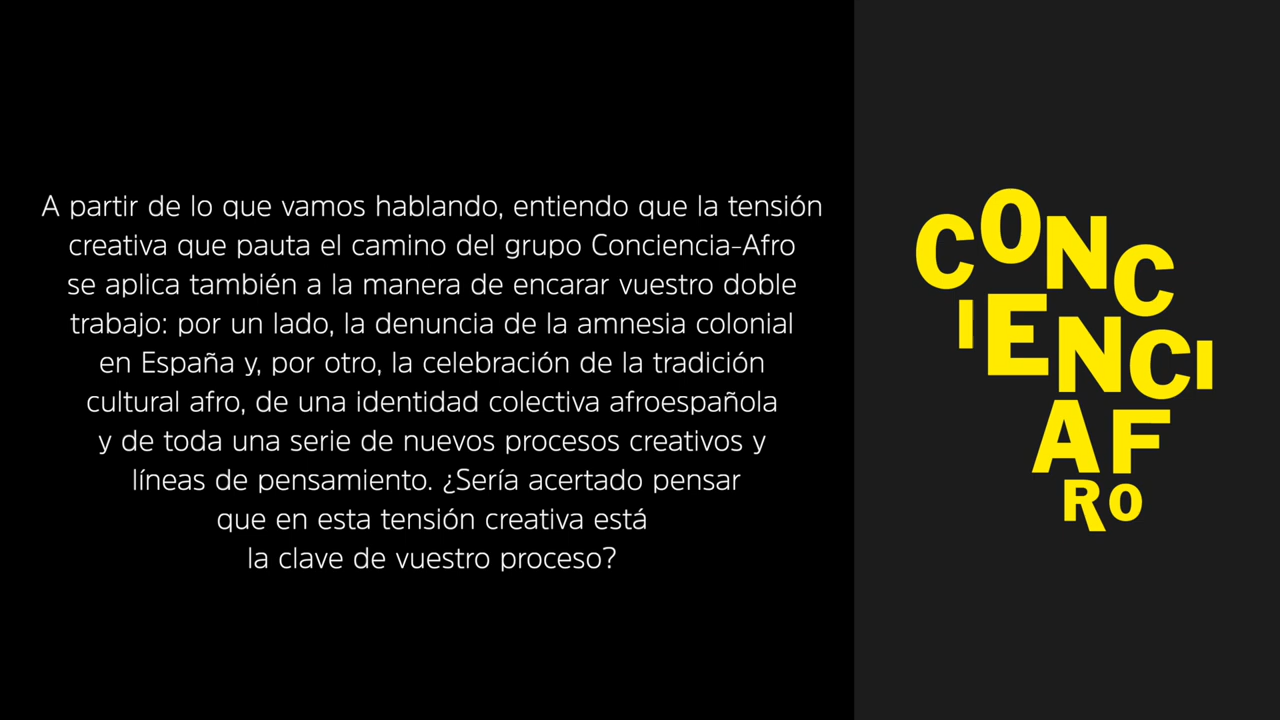 A partir de lo que vamos hablando, entiendo que la tensión
creativa que pauta el camino del grupo Conciencia-Afro
se aplica también a la manera de encarar vuestro doble
trabajo: por un lado, la denuncia de la amnesia colonial
en España y, por otro, la celebración de la tradición
cultural afro, de una identidad colectiva afroespañola
y de toda una serie de nuevos procesos creativos y
líneas de pensamiento. ¿Sería acertado pensar
que en esta tensión creativa está
la clave de vuestro proceso?
CONC
IENCI
AF
RO